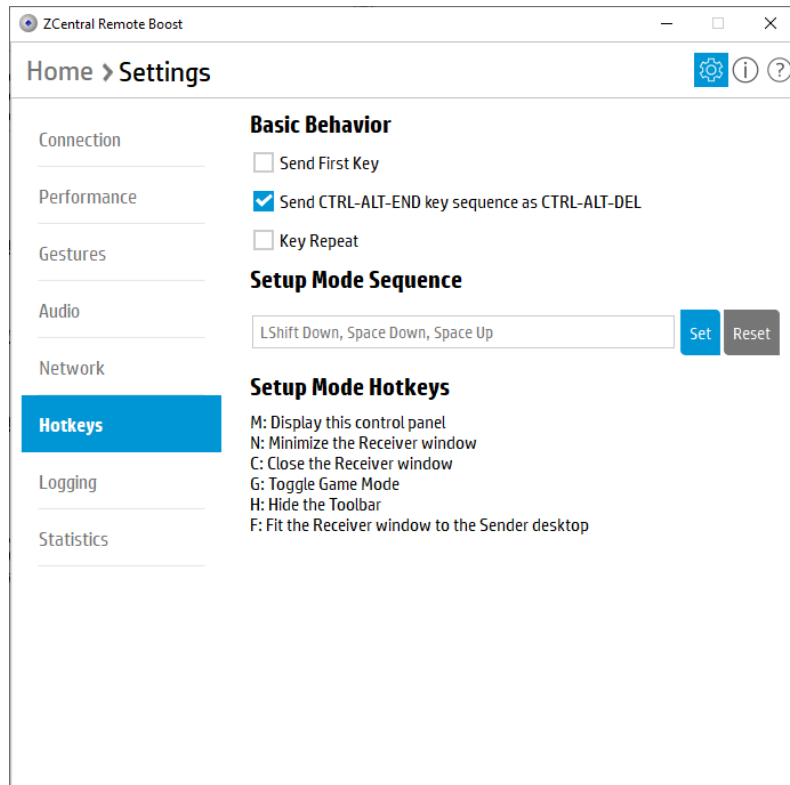 ZCentral Remote Boost
Home > Settings
Connection
Performance
Gestures
Audio
Network
Hotkeys
Logging
Statistics
Basic Behavior
Send First Key
Send CTRL-ALT-END key sequence as CTRL-ALT-DEL
Key Repeat
Setup Mode Sequence
LShift Down, Space Down, Space Up
Set
Reset
Setup Mode Hotkeys
M: Display this control panel
N: Minimize the Receiver window
C: Close the Receiver window
G: Toggle Game Mode
H: Hide the Toolbar
F: Fit the Receiver window to the Sender desktop